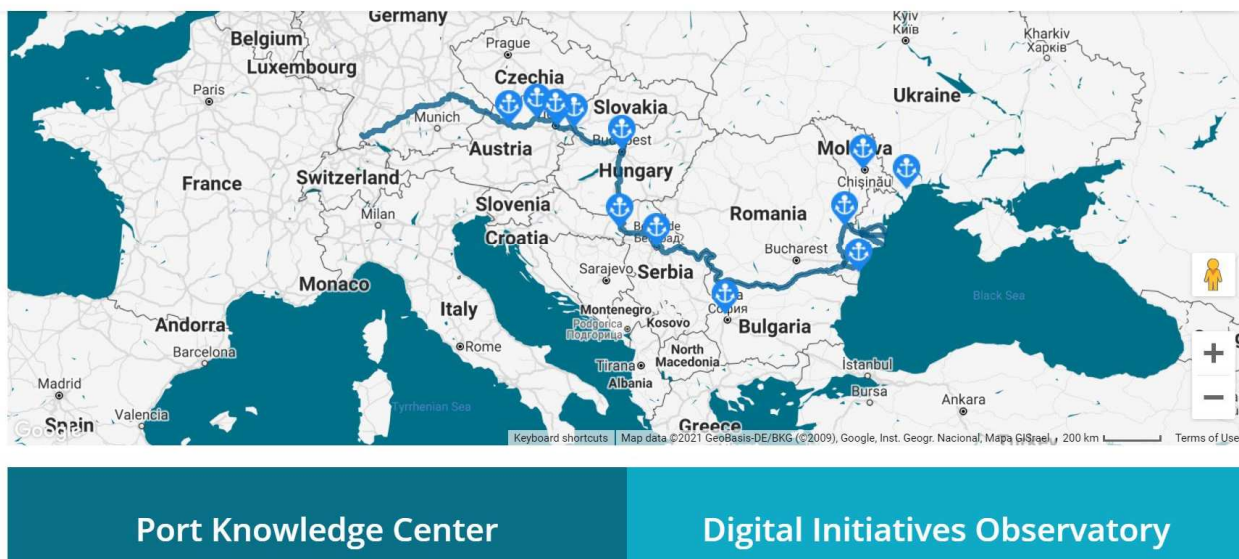 Germany
Київ
Kharkiv
Харків
Belgium
Prague
Luxembourg
Czechia
Paris
Slovakia
Ukraine
Munich
Austria
Hungary
Chișinău
France
Switzerland
Slovenia
Romania
Milan
Croatia
Bucharest
Sarajevo
Serbia
Monaco
Black Sea
Italy
Montenegro
Podgorica
Подгорица
Kosovo
Bulgaria
Andorra
Barcelona
Rome
North
Macedonia
Tirana
Albania
İstanbul
Madrid
Bursa
Ankara
Tyrrhenian Sea
Valencia
Spain
Greece
Google
Keyboard shortcuts
Map data ©2021 GeoBasis-DE/BKG (©2009), Google, Inst. Geogr. Nacional, Mapa GISrael
200 km
Terms of Use
Port Knowledge Center
Digital Initiatives Observatory